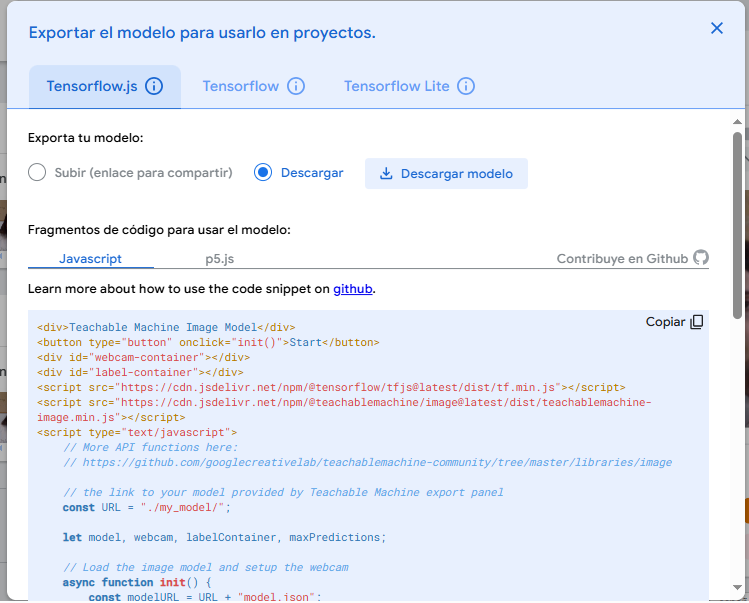 Exportar el modelo para usarlo en proyectos.
Tensorflow.js
Tensorflow
Tensorflow Lite
Exporta tu modelo:
Subir (enlace para compartir)
Descargar
Descargar modelo
Fragmentos de código para usar el modelo:
Javascript
p5.js
Contribuye en Github
Learn more about how to use the code snippet on github.
Copiar
<div>Teachable Machine Image Model</div>
<button type="button" onclick="init()">Start</button>
<div id="webcam-container"></div>
<div id="label-container"></div>
<script src="https://cdn.jsdelivr.net/npm/@tensorflow/tfjs@latest/dist/tf.min.js"></script>
<script src="https://cdn.jsdelivr.net/npm/@teachablemachine/image@latest/dist/teachablemachine-
image.min.js"></script>
<script type="text/javascript">
    // More API functions here:
    // https://github.com/googlecreativelab/teachablemachine-community/tree/master/libraries/image
    // the link to your model provided by Teachable Machine export panel
    const URL = "./my_model/";
    let model, webcam, labelContainer, maxPredictions;
    // Load the image model and setup the webcam
    async function init() {
        const modelURL = URL + "model.json";